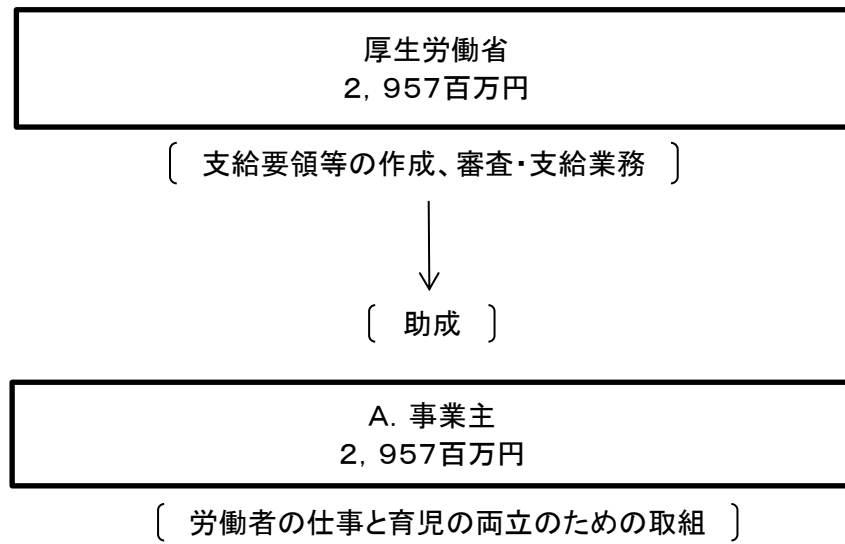 厚生労働省
２，９５７百万円
〔 支給要領等の作成、審査・支給業務 〕
〔 助成 〕
Ａ．事業主
２，９５７百万円
〔 労働者の仕事と育児の両立のための取組 〕